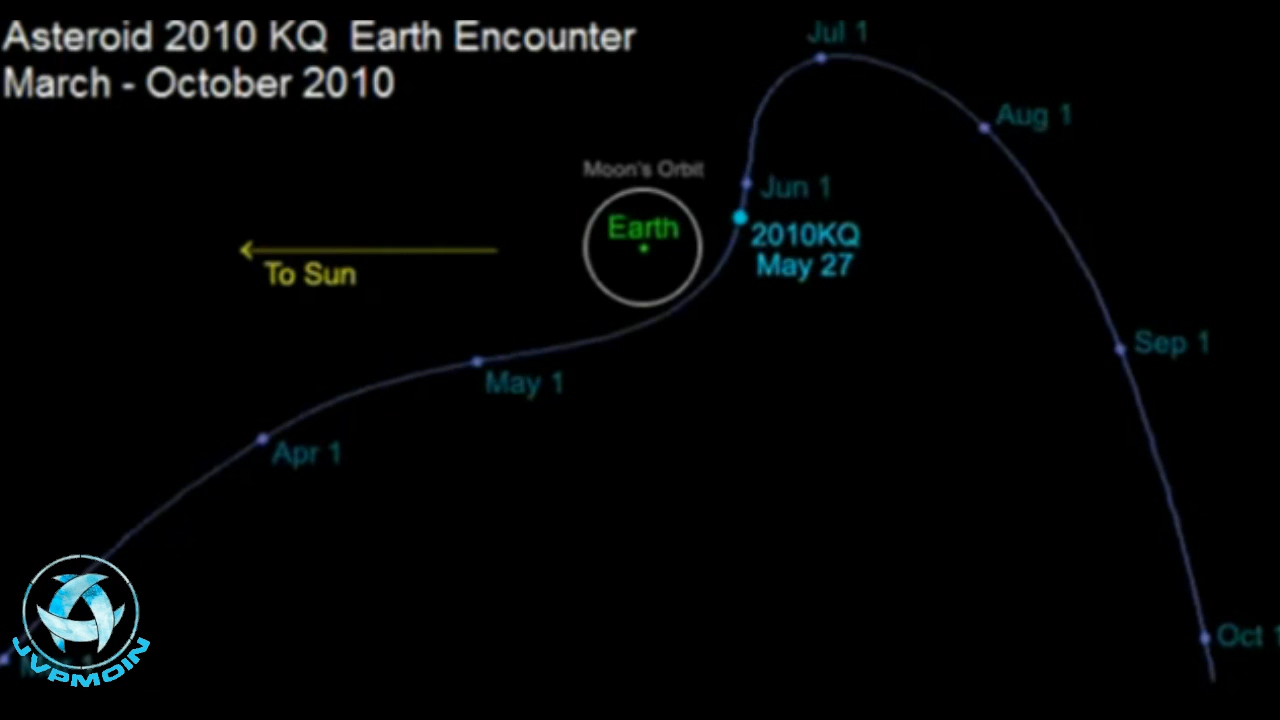 Asteroid 2010 KQ Earth Encounter
March - October 2010
Jul 1
Aug 1
Moon's Orbit
Jun 1
Earth
2010KQ
May 27
To Sun
Sep 1
May 1
Apr 1
Oct 1
JVPMOIN